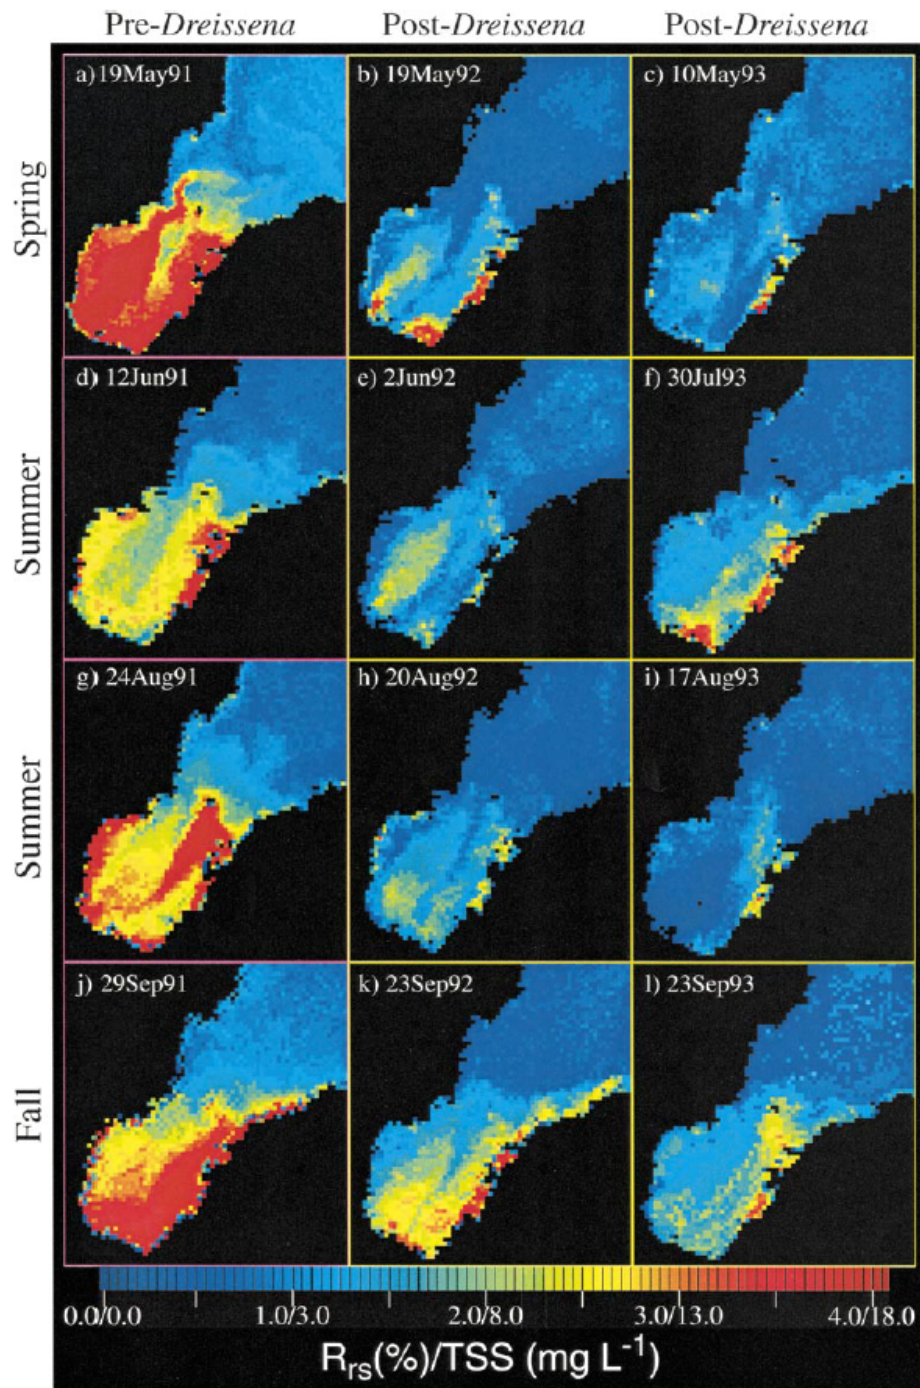 Pre-Dreissena Post-Dreissena Post-Dreissena
a) 19May91 b) 19May92 c) 10May93
Spring
d) 12Jun91 e) 2Jun92 f) 30Jul93
Summer
g) 24Aug91 h) 20Aug92 i) 17Aug93
Summer
j) 29Sep91 k) 23Sep92 l) 23Sep93
Fall
0.0/0.0 1.0/3.0 2.0/8.0 3.0/13.0 4.0/18.0
Rrs(%)/TSS (mg L-1)